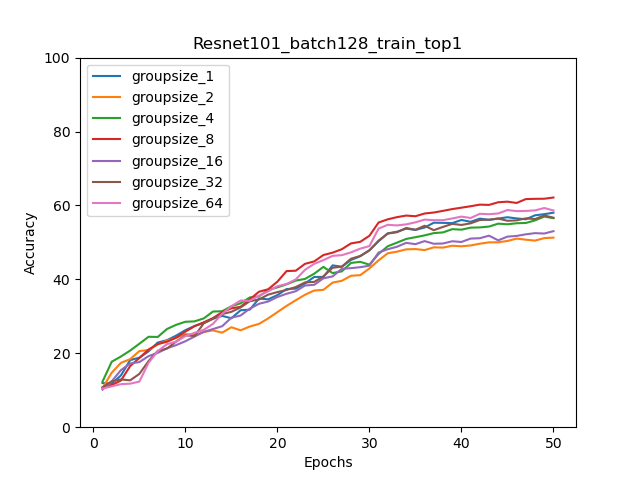 Resnet101_batch128_train_top1
groupsize_1
groupsize_2
groupsize_4
groupsize_8
groupsize_16
groupsize_32
groupsize_64
Accuracy
100
80
60
40
20
0
0 10 20 30 40 50
Epochs